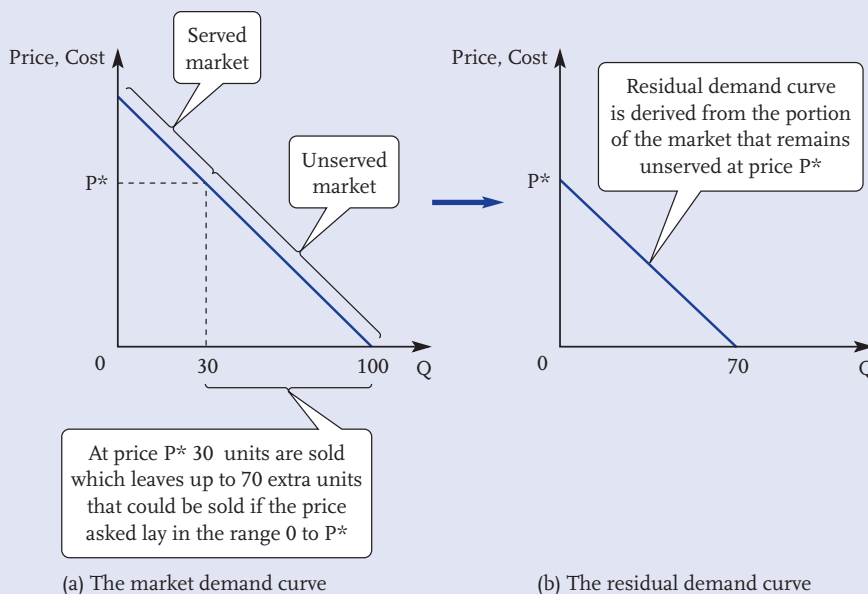 Price, Cost
Served
market
Unserved
market
P*
0
30
100
Q
At price P* 30 units are sold
which leaves up to 70 extra units
that could be sold if the price
asked lay in the range 0 to P*
(a) The market demand curve
Price, Cost
Residual demand curve
is derived from the portion
of the market that remains
unserved at price P*
P*
0
70
Q
(b) The residual demand curve